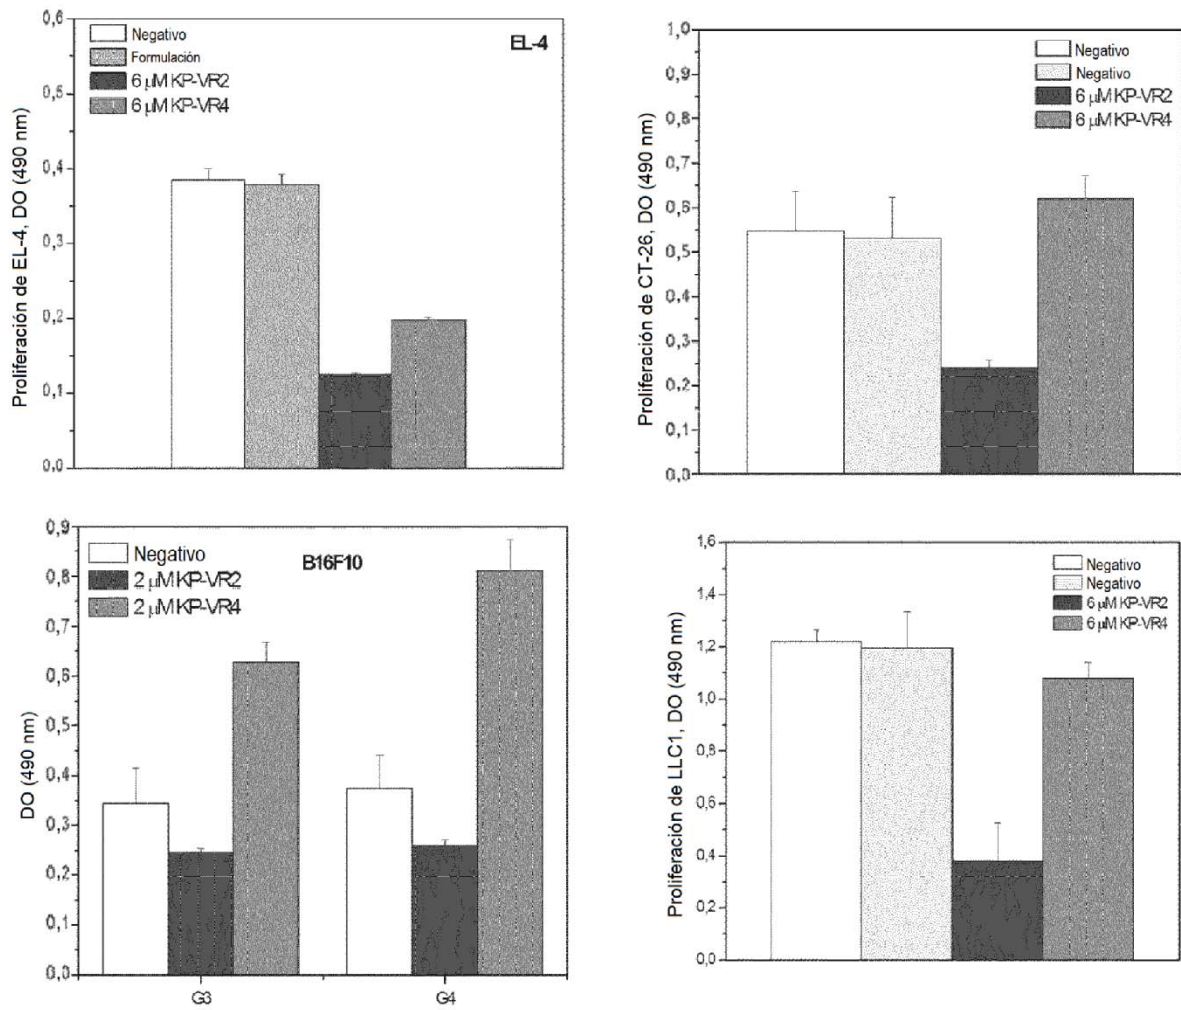 0,6
0,5
0,4
0,3
0,2
0,1
0,0
Proliferación de EL-4, DO (490 nm)
Negativo
Formulación
6 µM KP-VR2
6 µM KP-VR4
EL-4
1,0
0,9
0,8
0,7
0,6
0,5
0,4
0,3
0,2
0,1
0,0
Proliferación de CT-26, DO (490 nm)
Negativo
Negativo
6 µM KP-VR2
6 µM KP-VR4
0,9
0,8
0,7
0,6
0,5
0,4
0,3
0,2
0,1
0,0
DO (490 nm)
Negativo
2 µM KP-VR2
2 µM KP-VR4
B16F10
G3
G4
1,6
1,4
1,2
1,0
0,8
0,6
0,4
0,2
0,0
Proliferación de LLC1, DO (490 nm)
Negativo
Negativo
6 µM KP-VR2
6 µM KP-VR4